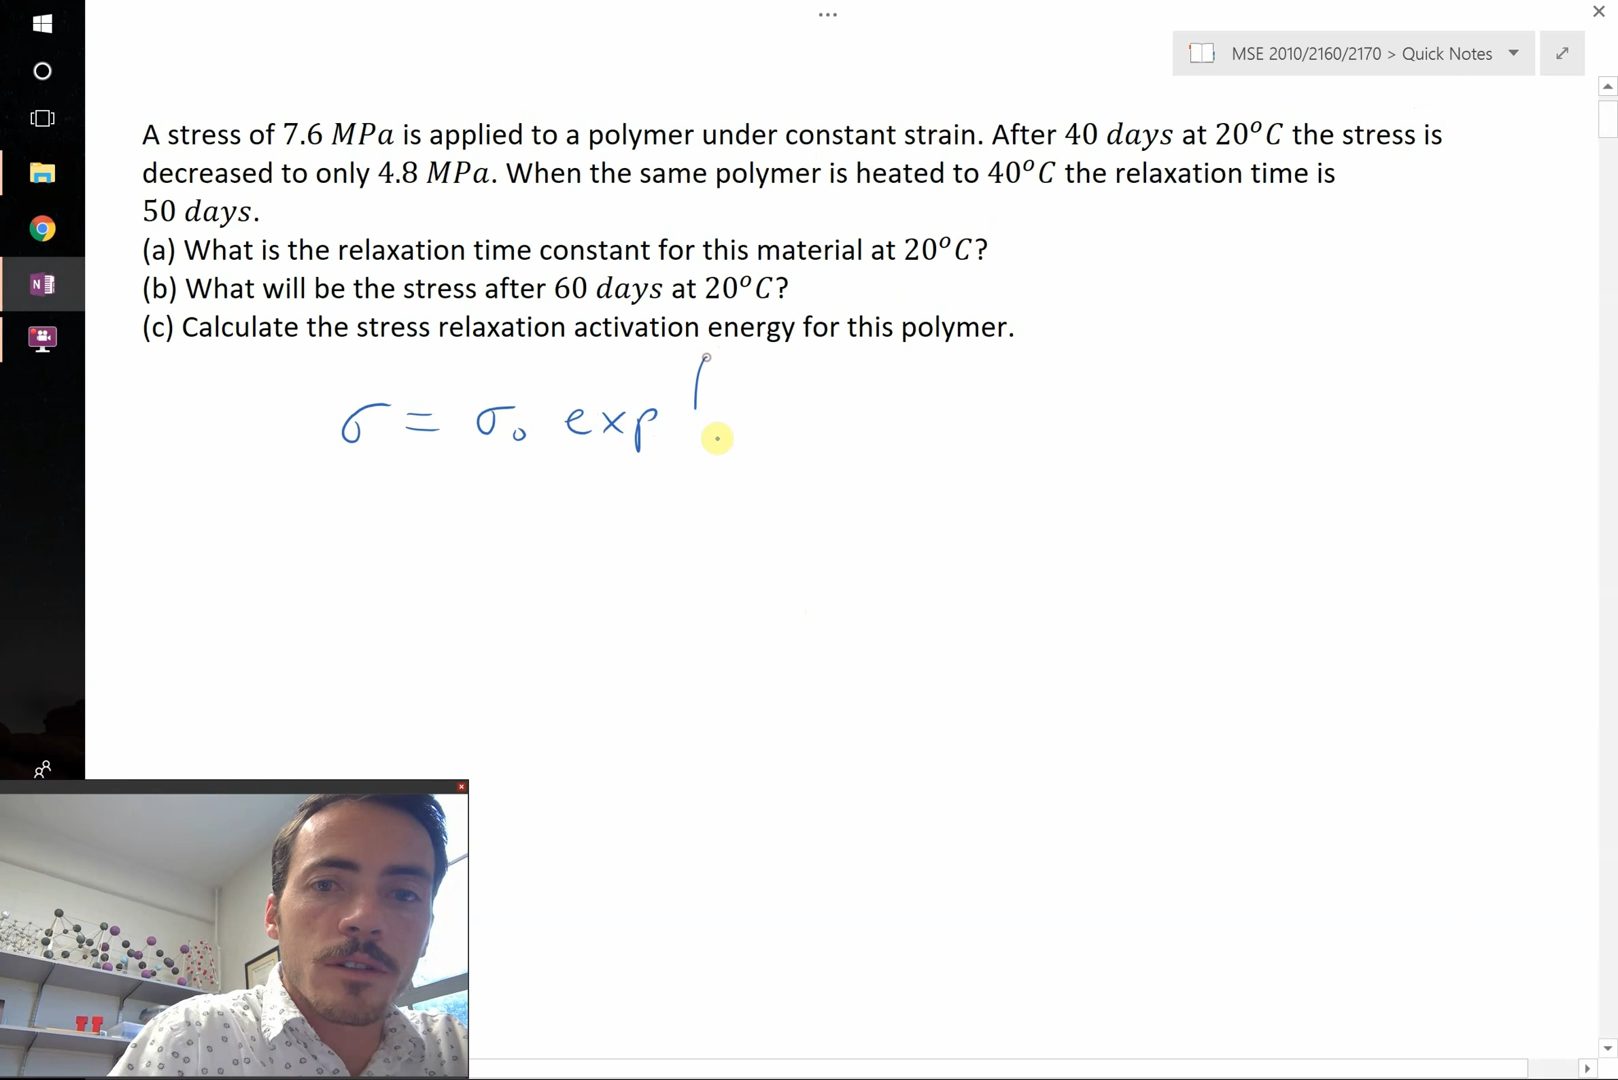 MSE 2010/2160/2170 > Quick Notes
A stress of 7.6 MPa is applied to a polymer under constant strain. After 40 days at 20°C the stress is
decreased to only 4.8 MPa. When the same polymer is heated to 40°C the relaxation time is
50 days.
(a) What is the relaxation time constant for this material at 20°C?
(b) What will be the stress after 60 days at 20°C?
(c) Calculate the stress relaxation activation energy for this polymer.
σ = σ₀ exp (